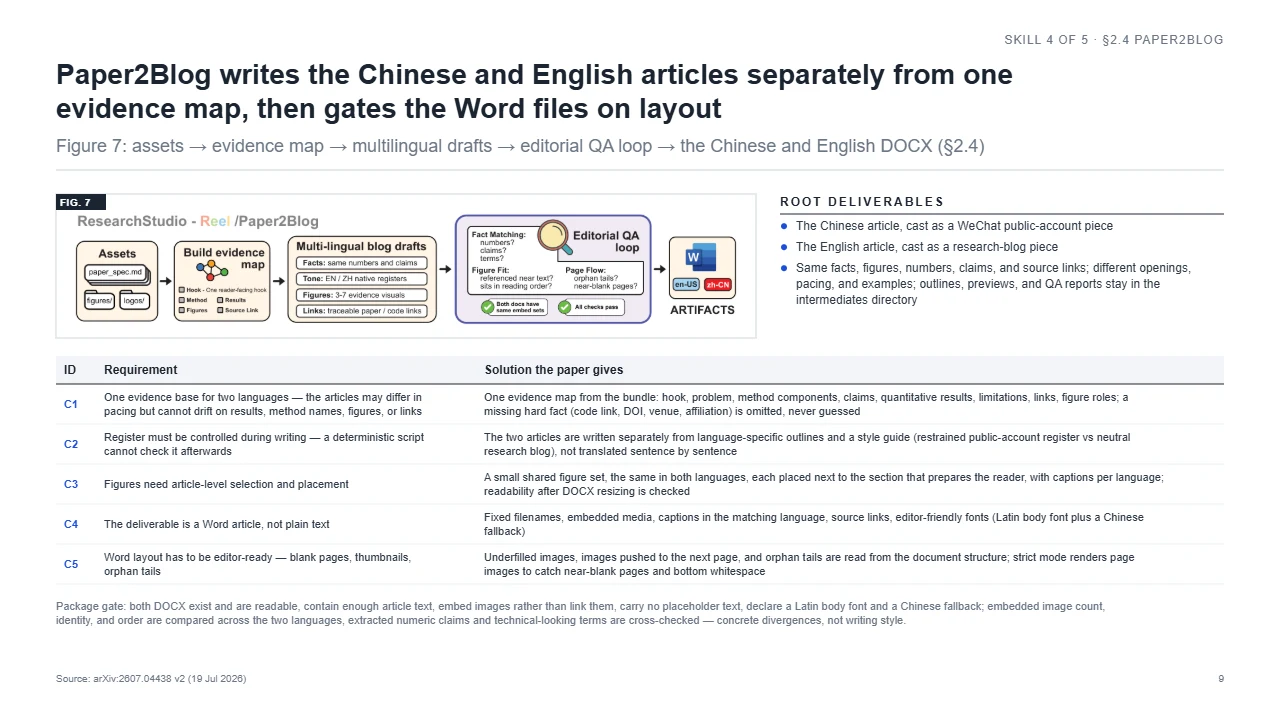 SKILL 4 OF 5 · §2.4 PAPER2BLOG
Paper2Blog writes the Chinese and English articles separately from one
evidence map, then gates the Word files on layout
Figure 7: assets → evidence map → multilingual drafts → editorial QA loop → the Chinese and English DOCX (§2.4)
FIG. 7
ResearchStudio - Reel /Paper2Blog
Assets
paper_spec.md
figures/
logos/
Build evidence
map
Hook - One reader-facing hook
Method
Results
Figures
Source Link
Multi-lingual blog drafts
Facts: same numbers and claims
Tone: EN / ZH native registers
Figures: 3-7 evidence visuals
Links: traceable paper / code links
Fact Matching:
numbers?
claims?
terms?
Editorial QA
loop
Figure Fit:
referenced near text?
sits in reading order?
Page Flow:
orphan tails?
near-blank pages?
Both docs have
same embed sets
All checks pass
W
en-US
zh-CN
ARTIFACTS
ROOT DELIVERABLES
The Chinese article, cast as a WeChat public-account piece
The English article, cast as a research-blog piece
Same facts, figures, numbers, claims, and source links; different openings,
pacing, and examples; outlines, previews, and QA reports stay in the
intermediates directory
ID Requirement Solution the paper gives
C1 One evidence base for two languages — the articles may differ in
pacing but cannot drift on results, method names, figures, or links
One evidence map from the bundle: hook, problem, method components, claims, quantitative results, limitations, links, figure roles; a
missing hard fact (code link, DOI, venue, affiliation) is omitted, never guessed
C2 Register must be controlled during writing — a deterministic script
cannot check it afterwards
The two articles are written separately from language-specific outlines and a style guide (restrained public-account register vs neutral
research blog), not translated sentence by sentence
C3 Figures need article-level selection and placement
A small shared figure set, the same in both languages, each placed next to the section that prepares the reader, with captions per language;
readability after DOCX resizing is checked
C4 The deliverable is a Word article, not plain text
Fixed filenames, embedded media, captions in the matching language, source links, editor-friendly fonts (Latin body font plus a Chinese
fallback)
C5 Word layout has to be editor-ready — blank pages, thumbnails,
orphan tails
Underfilled images, images pushed to the next page, and orphan tails are read from the document structure; strict mode renders page
images to catch near-blank pages and bottom whitespace
Package gate: both DOCX exist and are readable, contain enough article text, embed images rather than link them, carry no placeholder text, declare a Latin body font and a Chinese fallback; embedded image count,
identity, and order are compared across the two languages, extracted numeric claims and technical-looking terms are cross-checked — concrete divergences, not writing style.
Source: arXiv:2607.04438 v2 (19 Jul 2026)
9